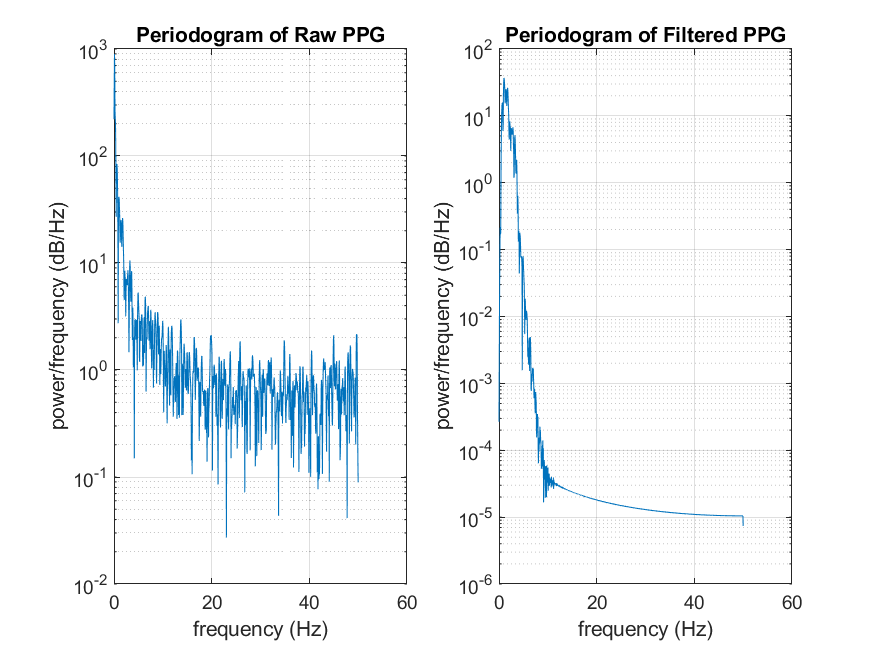 Periodogram of Raw PPG
10^3
10^2
10^1
10^0
10^-1
10^-2
power/frequency (dB/Hz)
0 20 40 60
frequency (Hz)
Periodogram of Filtered PPG
10^2
10^1
10^0
10^-1
10^-2
10^-3
10^-4
10^-5
10^-6
power/frequency (dB/Hz)
0 20 40 60
frequency (Hz)